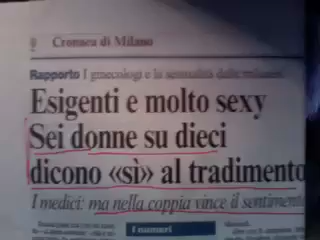 Cronaca di Milano
Rapporto I ginecologi e la sessualità delle milanesi
Esigenti e molto sexy
Sei donne su dieci
dicono «sì» al tradimento
I medici: ma nella coppia vince il sentimento
I numeri